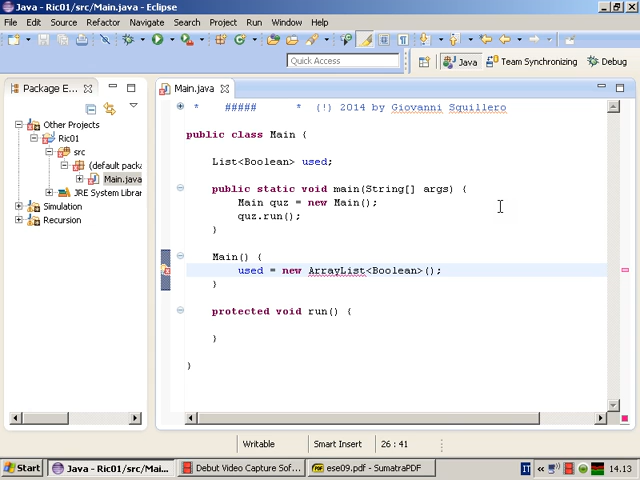 Java - Ric01/src/Main.java - Eclipse
File Edit Source Refactor Navigate Search Project Run Window Help
Quick Access
Java Team Synchronizing Debug
Package E...
Main.java
Other Projects
Ric01
src
(default packa
Main.java
JRE System Librar
Simulation
Recursion
* ##### * (!) 2014 by Giovanni Squillero
public class Main {
List<Boolean> used;
public static void main(String[] args) {
Main quz = new Main();
quz.run();
}
Main() {
used = new ArrayList<Boolean>();
}
protected void run() {
}
}
Writable Smart Insert 26 : 41
Start Java - Ric01/src/Mai... Debut Video Capture Sof... ese09.pdf - SumatraPDF IT « 14.13